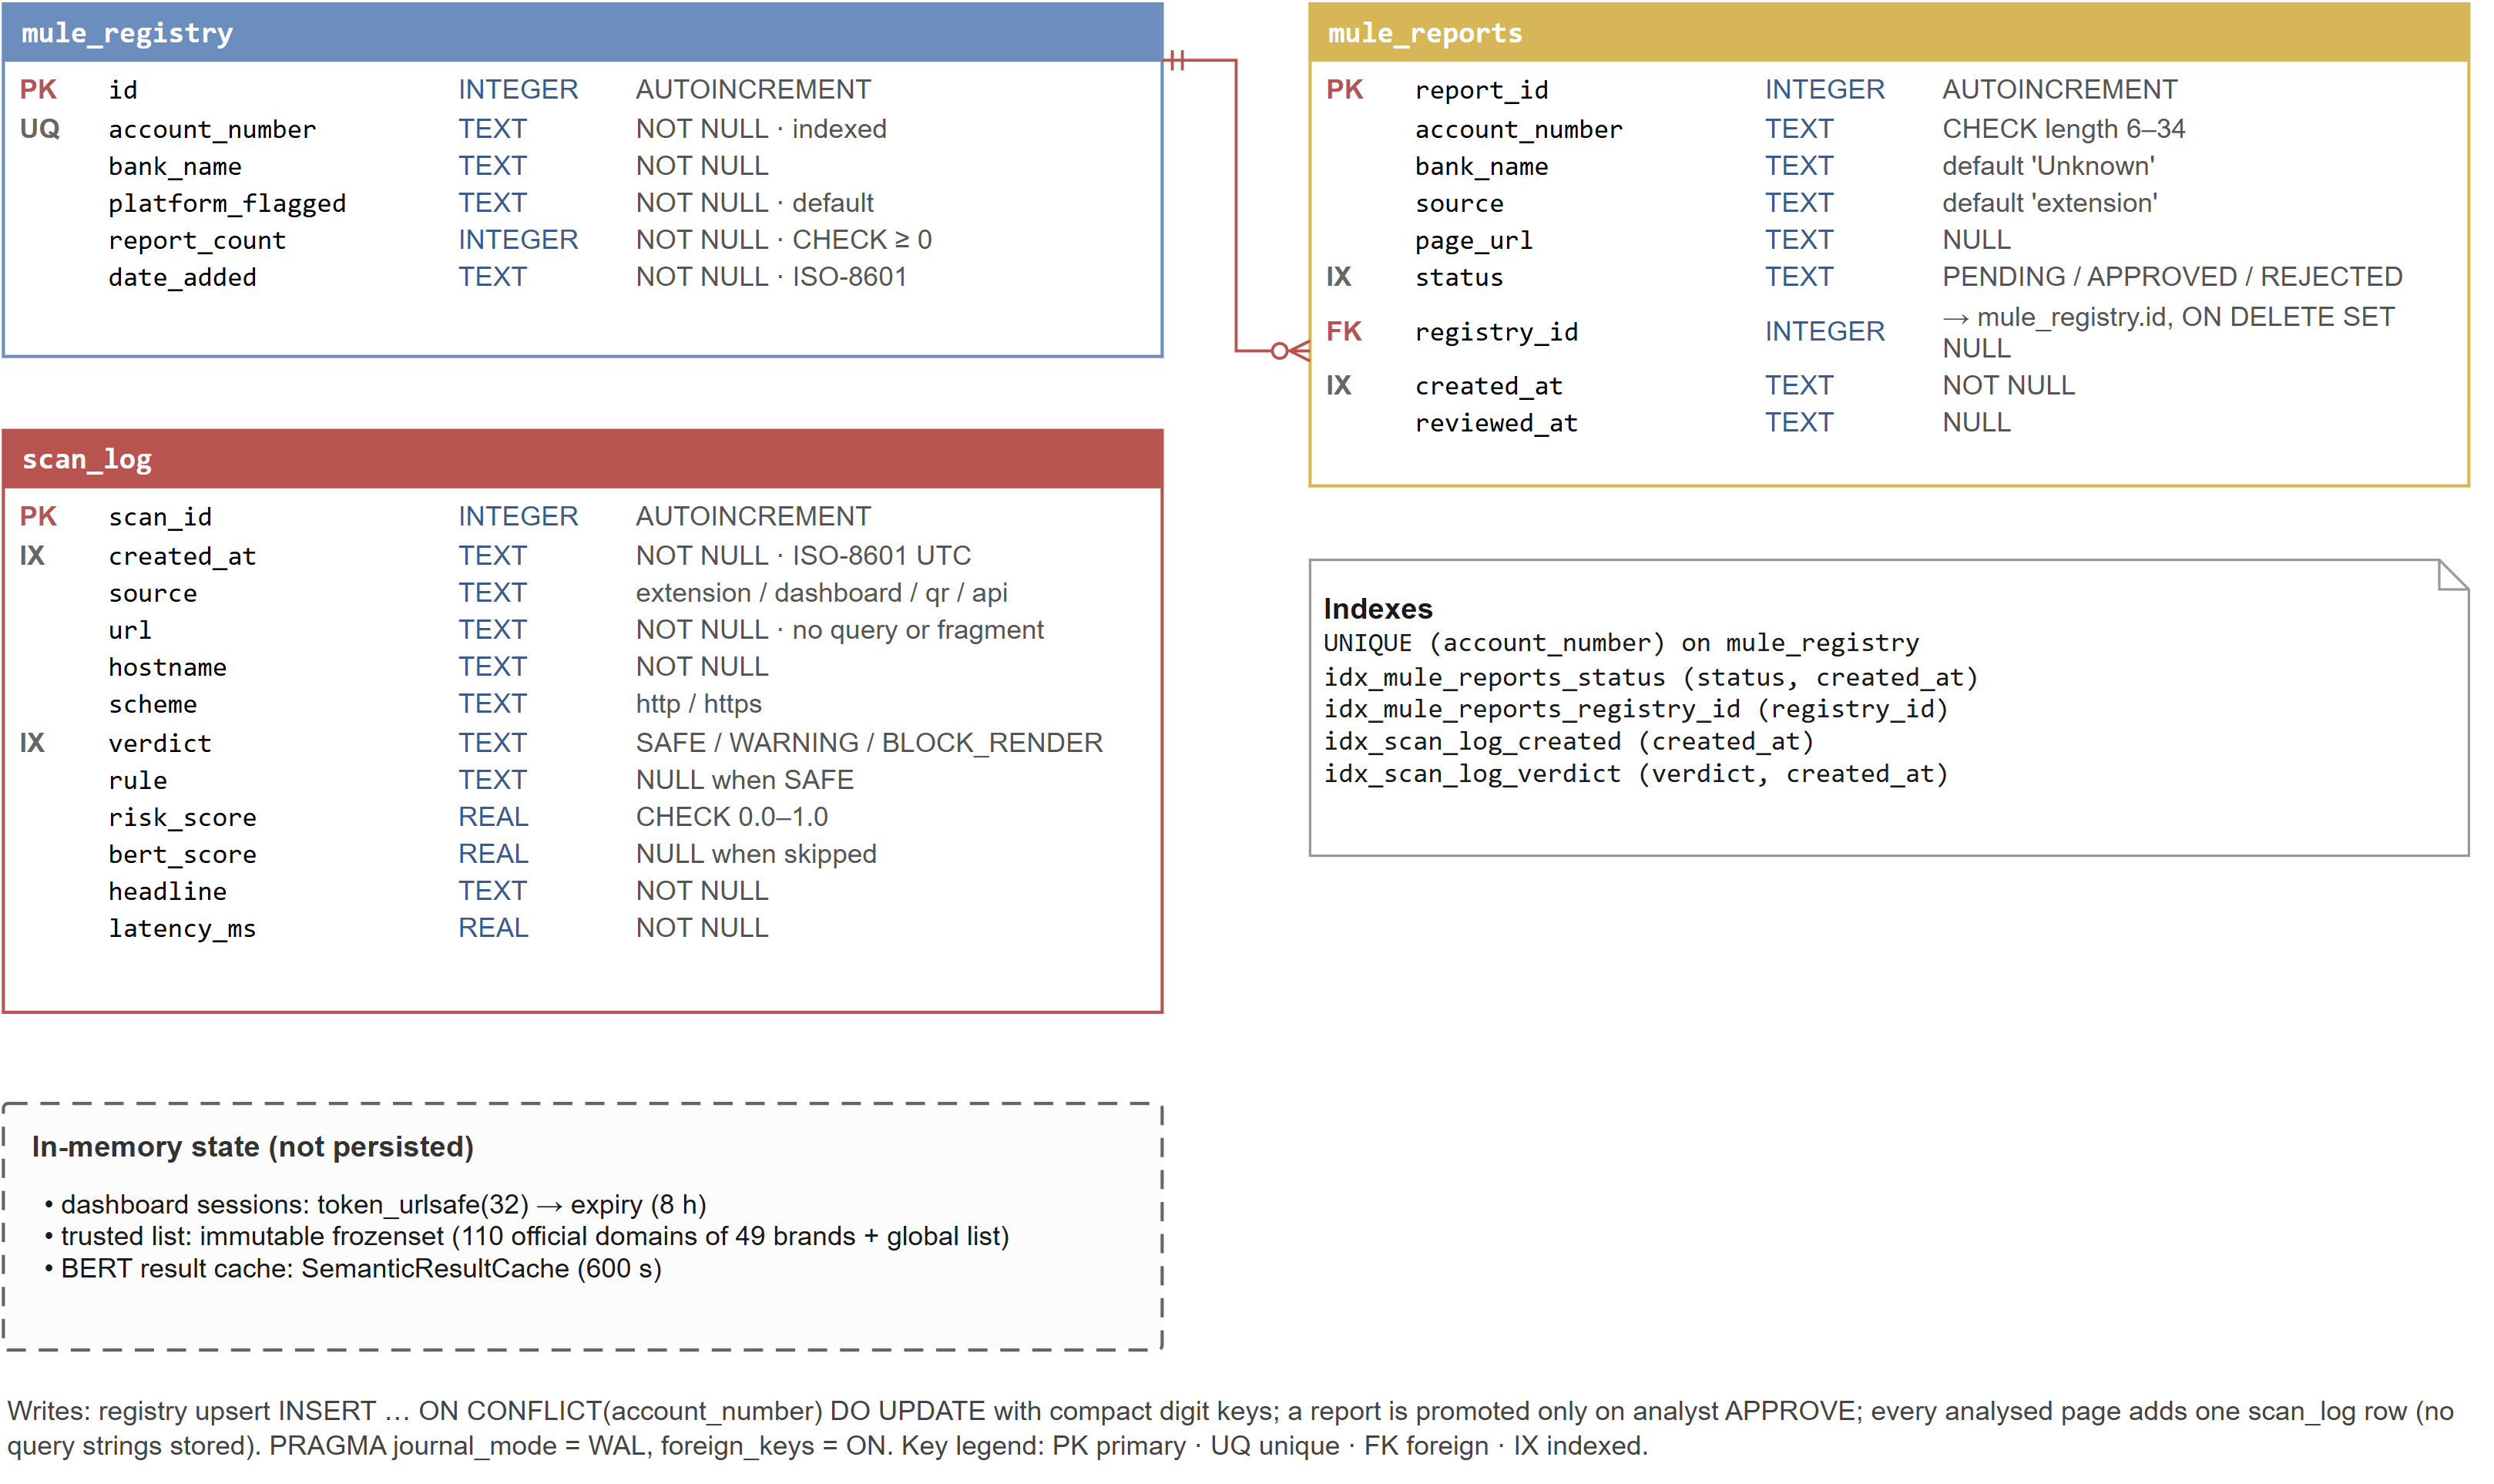 mule_registry
PK id INTEGER AUTOINCREMENT
UQ account_number TEXT NOT NULL · indexed
bank_name TEXT NOT NULL
platform_flagged TEXT NOT NULL · default
report_count INTEGER NOT NULL · CHECK ≥ 0
date_added TEXT NOT NULL · ISO-8601
mule_reports
PK report_id INTEGER AUTOINCREMENT
account_number TEXT CHECK length 6–34
bank_name TEXT default 'Unknown'
source TEXT default 'extension'
page_url TEXT NULL
IX status TEXT PENDING / APPROVED / REJECTED
FK registry_id INTEGER → mule_registry.id, ON DELETE SET
NULL
IX created_at TEXT NOT NULL
reviewed_at TEXT NULL
scan_log
PK scan_id INTEGER AUTOINCREMENT
IX created_at TEXT NOT NULL · ISO-8601 UTC
source TEXT extension / dashboard / qr / api
url TEXT NOT NULL · no query or fragment
hostname TEXT NOT NULL
scheme TEXT http / https
IX verdict TEXT SAFE / WARNING / BLOCK_RENDER
rule TEXT NULL when SAFE
risk_score REAL CHECK 0.0–1.0
bert_score REAL NULL when skipped
headline TEXT NOT NULL
latency_ms REAL NOT NULL
Indexes
UNIQUE (account_number) on mule_registry
idx_mule_reports_status (status, created_at)
idx_mule_reports_registry_id (registry_id)
idx_scan_log_created (created_at)
idx_scan_log_verdict (verdict, created_at)
In-memory state (not persisted)
• dashboard sessions: token_urlsafe(32) → expiry (8 h)
• trusted list: immutable frozenset (110 official domains of 49 brands + global list)
• BERT result cache: SemanticResultCache (600 s)
Writes: registry upsert INSERT … ON CONFLICT(account_number) DO UPDATE with compact digit keys; a report is promoted only on analyst APPROVE; every analysed page adds one scan_log row (no
query strings stored). PRAGMA journal_mode = WAL, foreign_keys = ON. Key legend: PK primary · UQ unique · FK foreign · IX indexed.